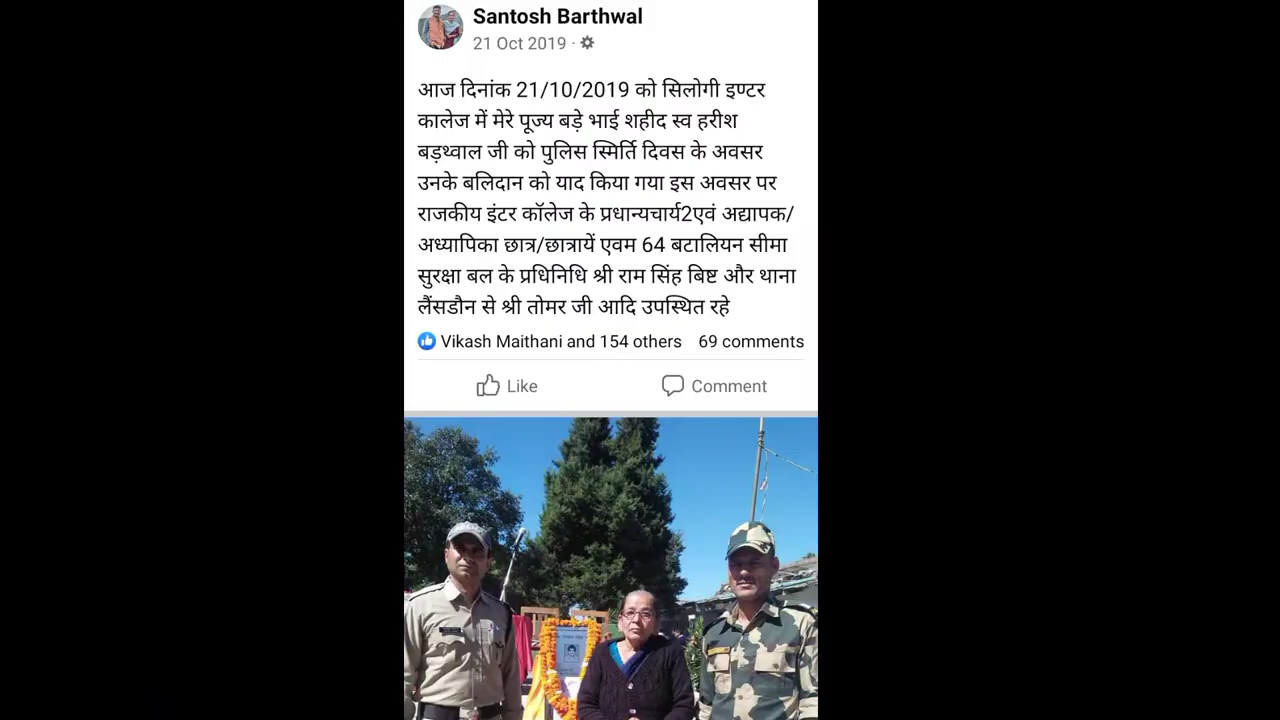 Santosh Barthwal
21 Oct 2019 ·
आज दिनांक 21/10/2019 को सिलोगी इण्टर
कालेज में मेरे पूज्य बड़े भाई शहीद स्व हरीश
बड़थ्वाल जी को पुलिस स्मिर्ति दिवस के अवसर
उनके बलिदान को याद किया गया इस अवसर पर
राजकीय इंटर कॉलेज के प्रधान्यचार्य2एवं अद्यापक/
अध्यापिका छात्र/छात्रायें एवम 64 बटालियन सीमा
सुरक्षा बल के प्रधिनिधि श्री राम सिंह बिष्ट और थाना
लैंसडौन से श्री तोमर जी आदि उपस्थित रहे
Vikash Maithani and 154 others 69 comments
Like Comment